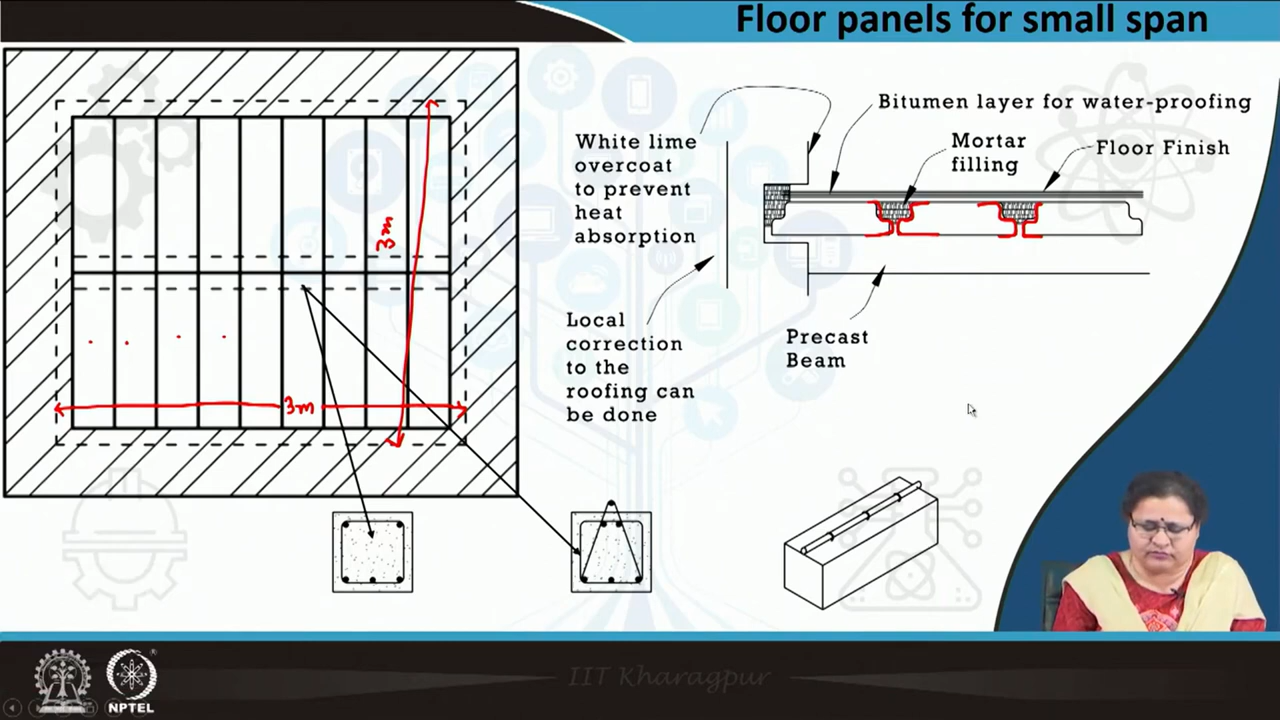 Floor panels for small span
3m
3m
White lime
overcoat
to prevent
heat
absorption
Bitumen layer for water-proofing
Mortar
filling
Floor Finish
Local
correction
to the
roofing can
be done
Precast
Beam
IIT Kharagpur
NPTEL